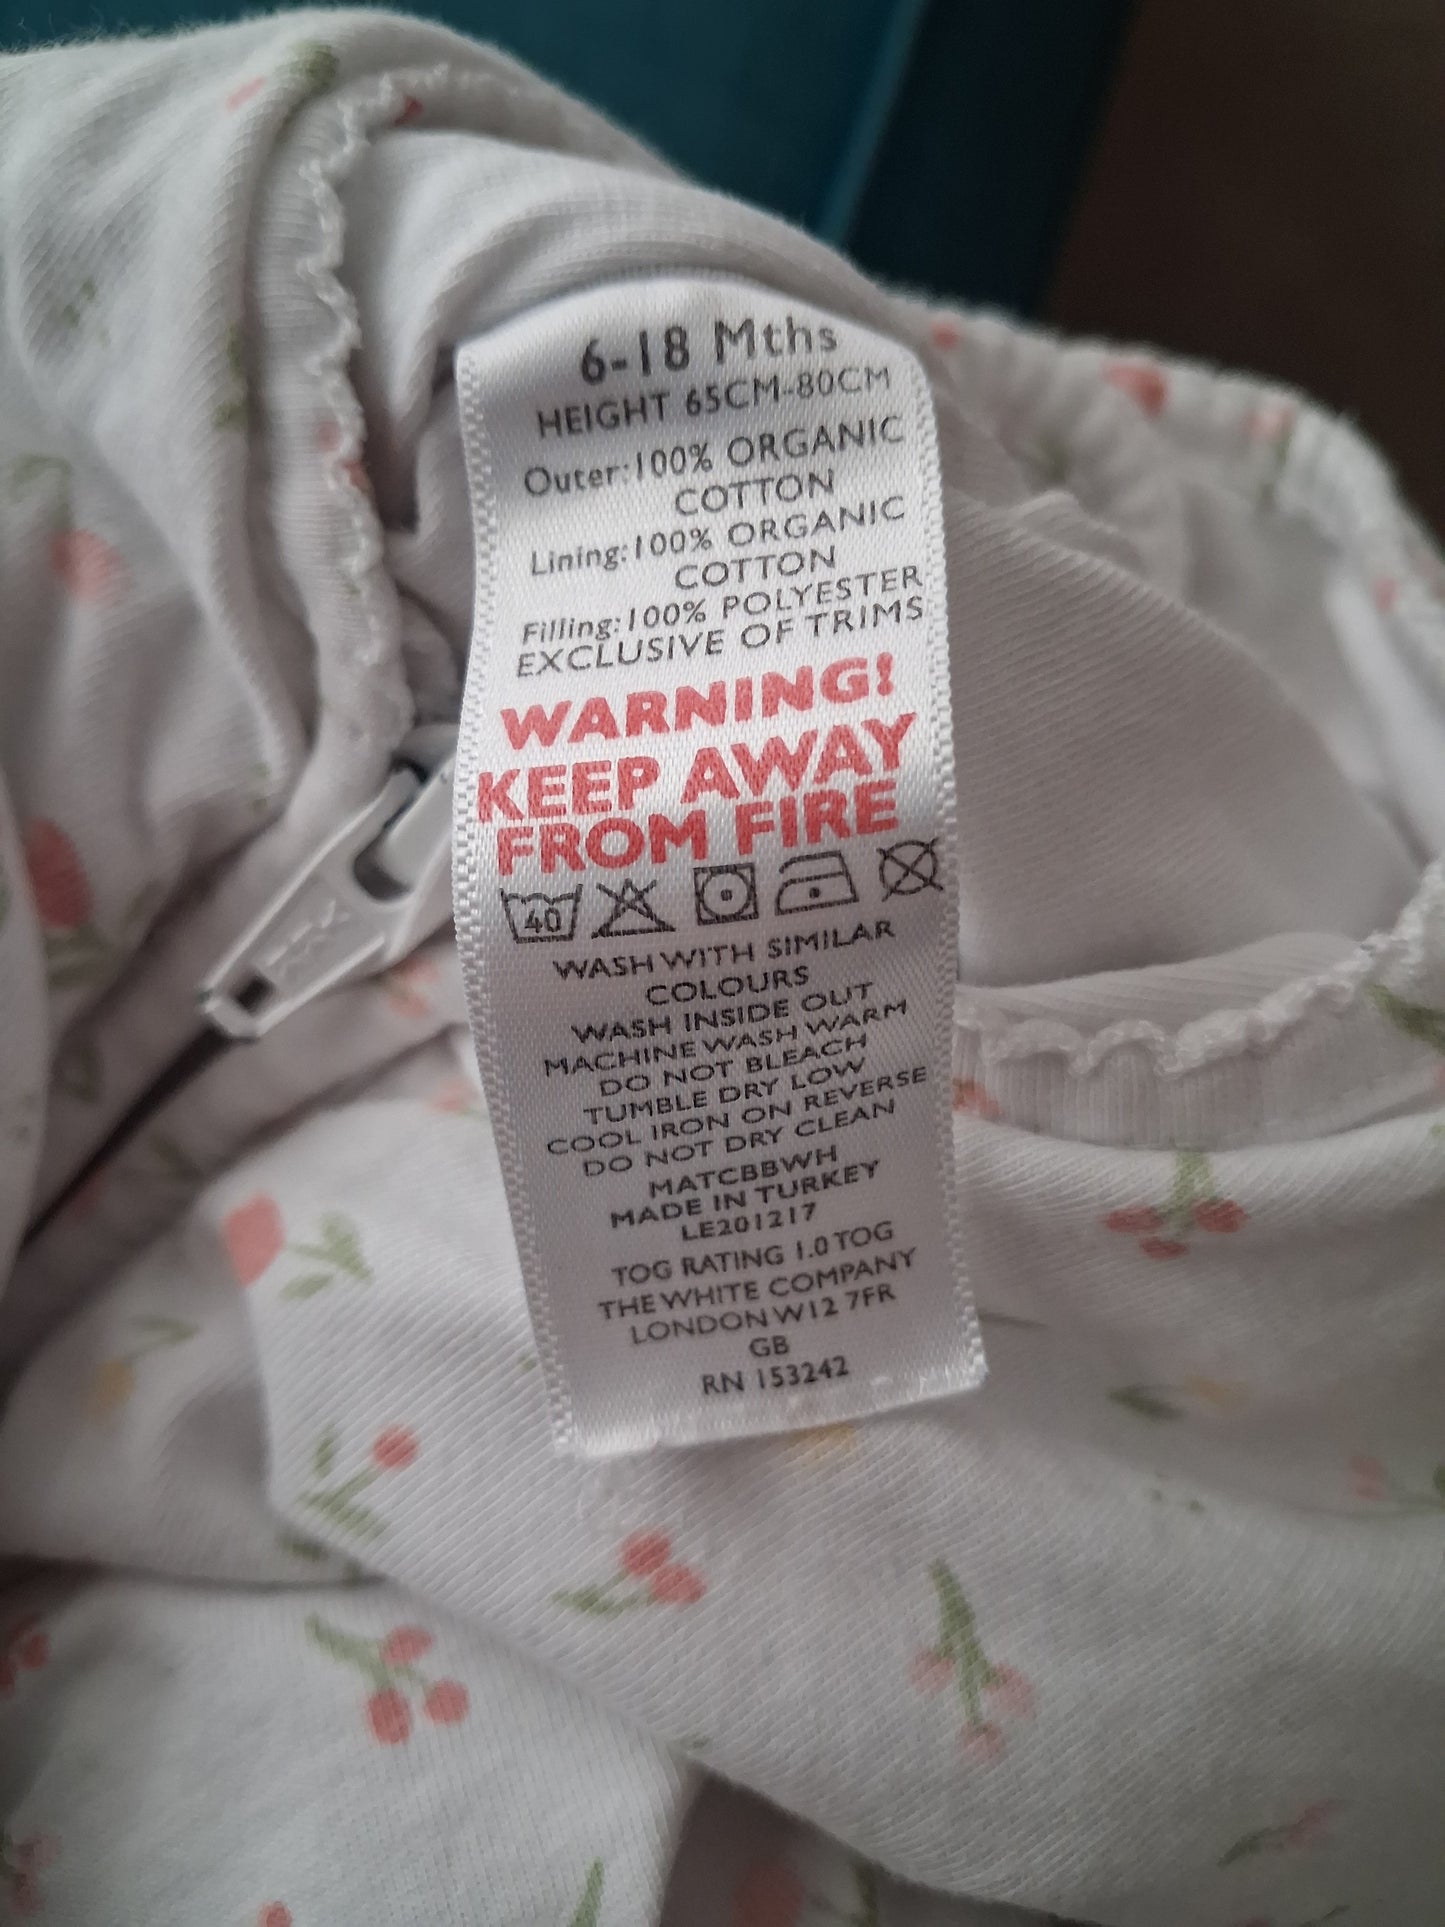 6-18 Mths
HEIGHT 65CM-80CM
Outer:100% ORGANIC
COTTON
Lining:100% ORGANIC
COTTON
Filling:100% POLYESTER
EXCLUSIVE OF TRIMS
WARNING!
KEEP AWAY
FROM FIRE
40
WASH WITH SIMILAR
COLOURS
WASH INSIDE OUT
MACHINE WASH WARM
DO NOT BLEACH
TUMBLE DRY LOW
COOL IRON ON REVERSE
DO NOT DRY CLEAN
MATCBBWH
MADE IN TURKEY
LE201217
TOG RATING 1.0 TOG
THE WHITE COMPANY
LONDON W12 7FR
GB
RN 153242